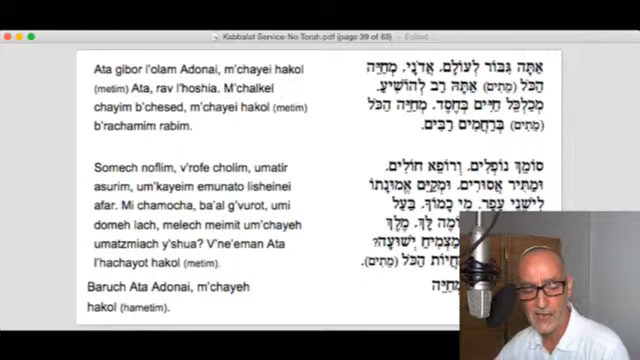 Kabbalat Service-No Torah.pdf (page 39 of 63)
Edited
Ata gibor l'olam Adonai, m'chayei hakol
(metim) Ata, rav l'hoshia. M'chalkel
chayim b'chesed, m'chayei hakol (metim)
b'rachamim rabim.
Somech noflim, v'rofe cholim, umatir
asurim, um'kayeim emunato lisheinei
afar. Mi chamocha, ba'al g'vurot, umi
domeh lach, melech meimit um'chayeh
umatzmiach y'shua? V'ne'eman Ata
l'hachayot hakol (metim).
Baruch Ata Adonai, m'chayeh
hakol (hametim).
אַתָּה גִּבּוֹר לְעוֹלָם, אֲדֹנָי, מְחַיֵּה
הַכֹּל (מֵתִים) אַתָּה רַב לְהוֹשִׁיעַ.
מְכַלְכֵּל חַיִּים בְּחֶסֶד, מְחַיֵּה הַכֹּל
(מֵתִים) בְּרַחֲמִים רַבִּים.
סוֹמֵךְ נוֹפְלִים, וְרוֹפֵא חוֹלִים,
וּמַתִּיר אֲסוּרִים, וּמְקַיֵּם אֱמוּנָתוֹ
לִישֵׁנֵי עָפָר. מִי כָמוֹךָ, בַּעַל
לָּךְ, מֶלֶךְ
מַצְמִיחַ יְשׁוּעָה?
הַכֹּל (מֵתִים).
מְחַיֵּה